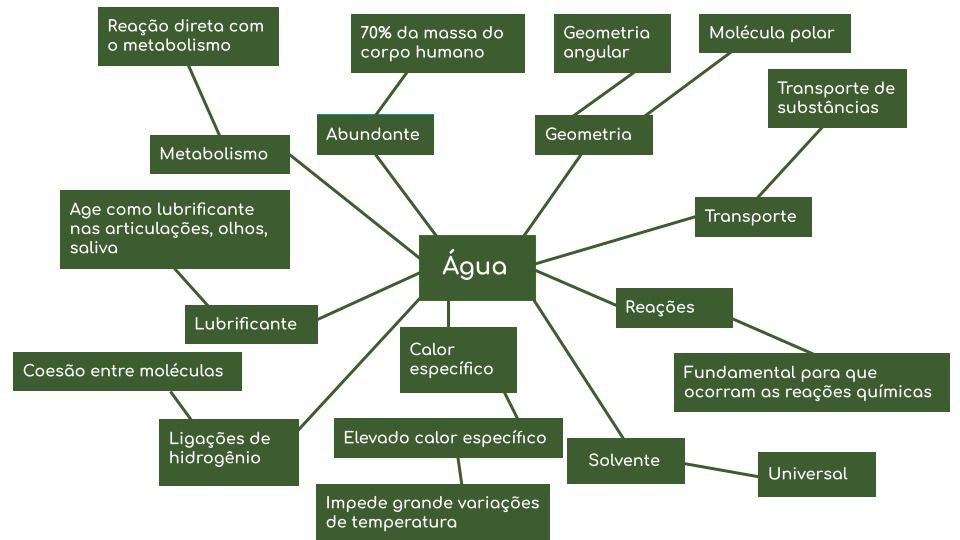 Reação direta com
o metabolismo
70% da massa do
corpo humano
Geometria
angular
Molécula polar
Transporte de
substâncias
Metabolismo
Abundante
Geometria
Age como lubrificante
nas articulações, olhos,
saliva
Transporte
Água
Lubrificante
Reações
Calor
específico
Coesão entre moléculas
Fundamental para que
ocorram as reações químicas
Ligações de
hidrogênio
Elevado calor específico
Solvente
Universal
Impede grande variações
de temperatura